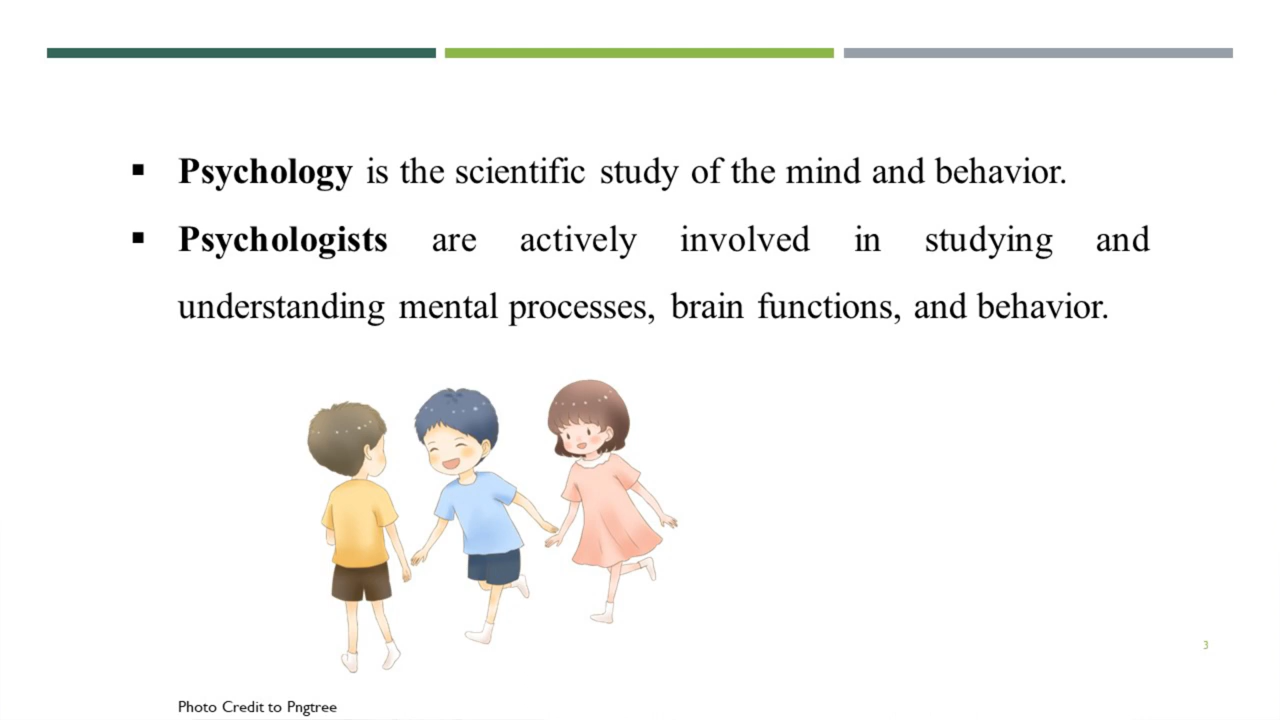 ▪ Psychology is the scientific study of the mind and behavior.
▪ Psychologists are actively involved in studying and
understanding mental processes, brain functions, and behavior.
3
Photo Credit to Pngtree